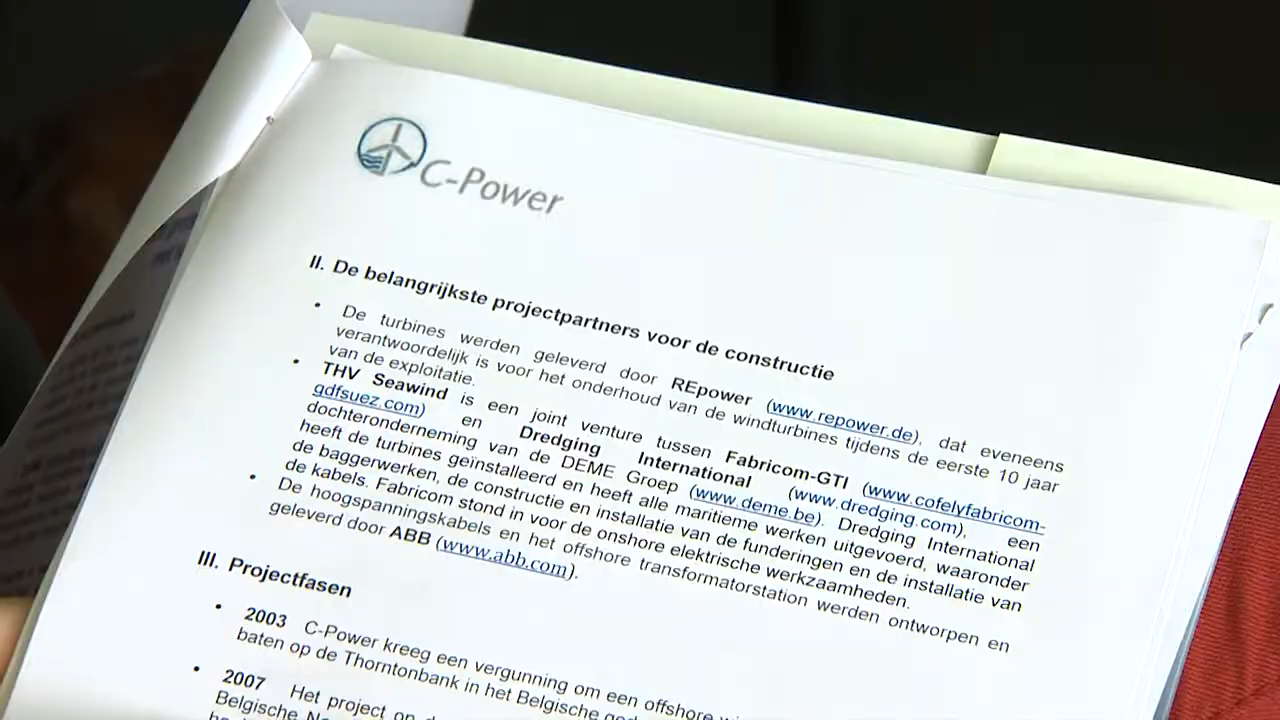 C-Power
II. De belangrijkste projectpartners voor de constructie
• De turbines werden geleverd door REpower (www.repower.de), dat eveneens
verantwoordelijk is voor het onderhoud van de windturbines tijdens de eerste 10 jaar
van de exploitatie.
• THV Seawind is een joint venture tussen Fabricom-GTI (www.cofelyfabricom-
gdfsuez.com) en Dredging International (www.dredging.com), een
dochteronderneming van de DEME Groep (www.deme.be). Dredging International
heeft de turbines geïnstalleerd en heeft alle maritieme werken uitgevoerd, waaronder
de baggerwerken, de constructie en installatie van de funderingen en de installatie van
de kabels. Fabricom stond in voor de onshore elektrische werkzaamheden.
• De hoogspanningskabels en het offshore transformatorstation werden ontworpen en
geleverd door ABB (www.abb.com).
III. Projectfasen
• 2003 C-Power kreeg een vergunning om een offshore
baten op de Thorntonbank in het Belgische
• 2007 Het project op
Belgische